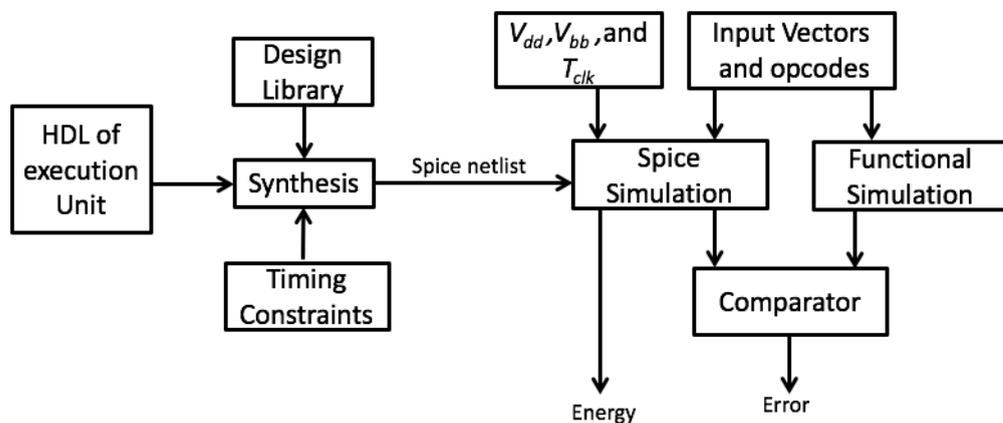 V_dd, V_bb, and
T_clk
Input Vectors
and opcodes
Design
Library
HDL of
execution
Unit
Synthesis
Spice netlist
Spice
Simulation
Functional
Simulation
Timing
Constraints
Comparator
Energy
Error